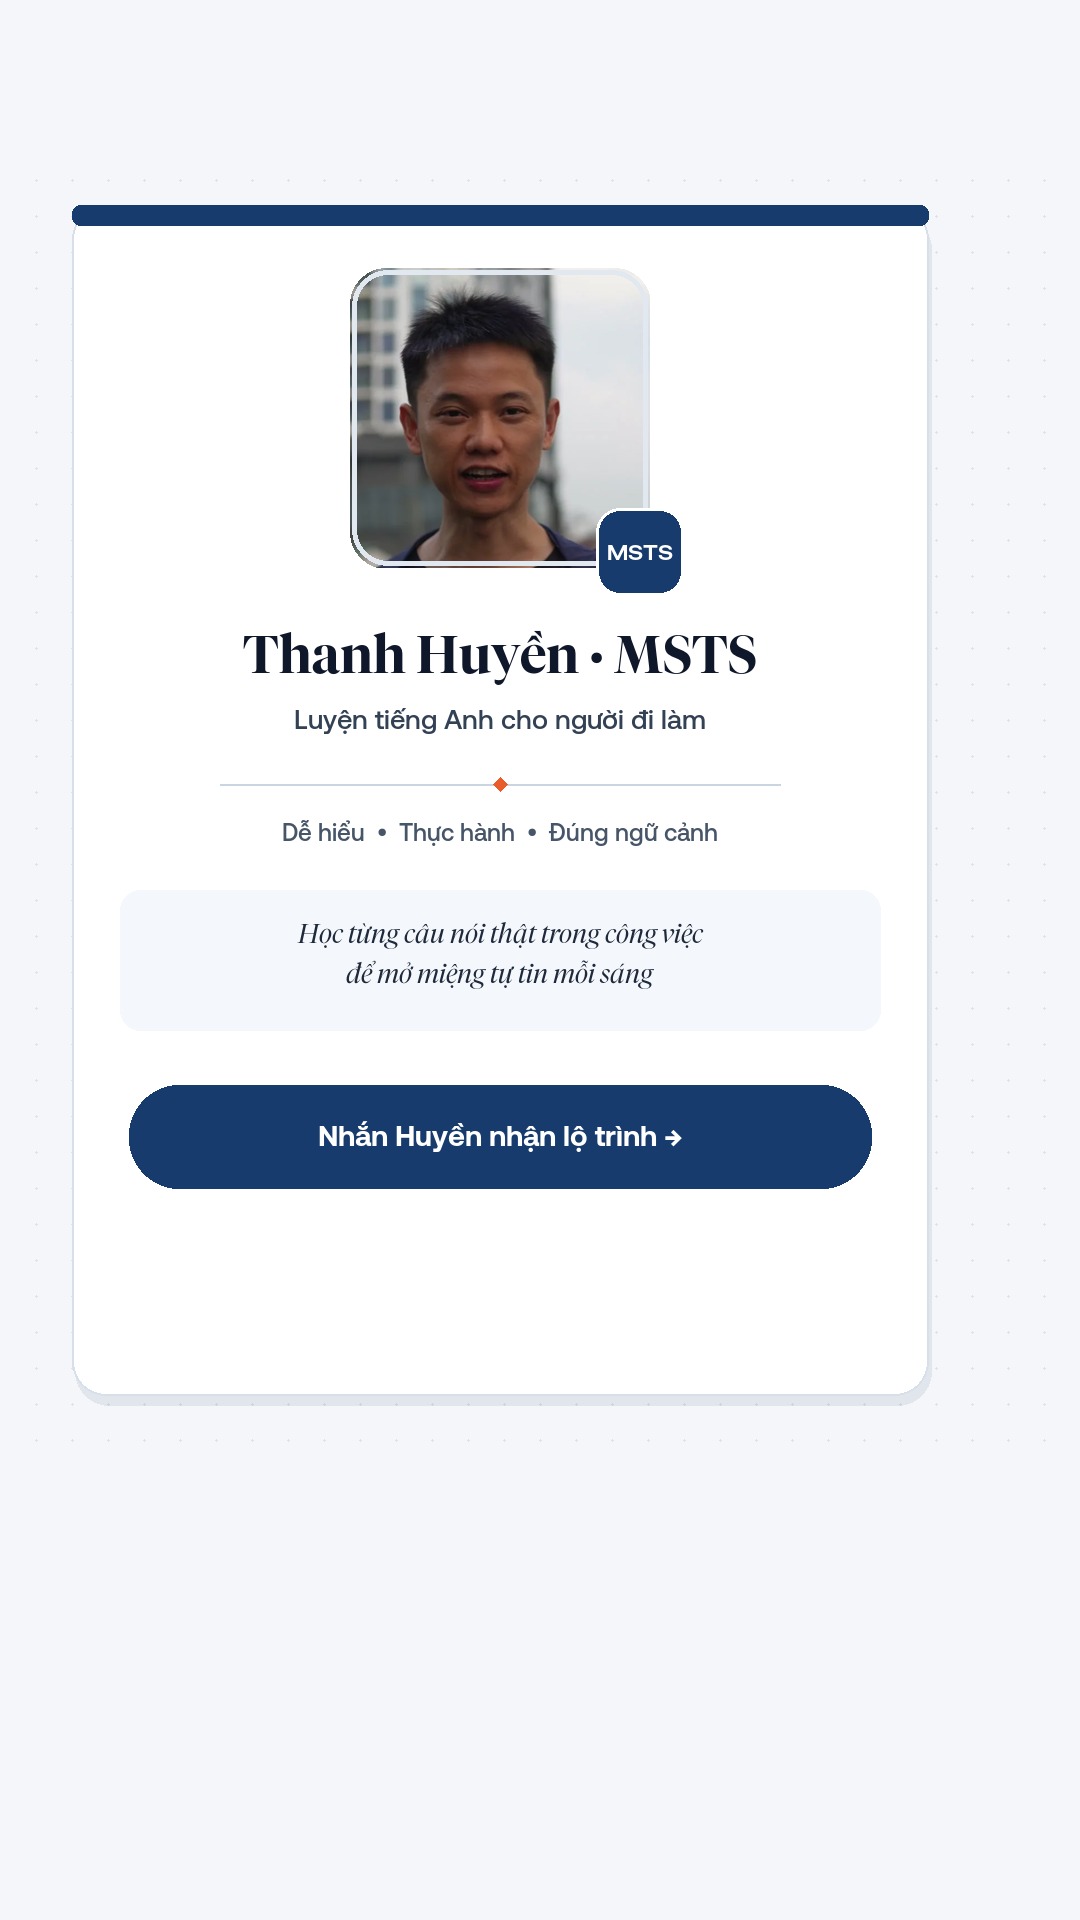 MSTS
Thanh Huyền · MSTS
Luyện tiếng Anh cho người đi làm
Dễ hiểu • Thực hành • Đúng ngữ cảnh
Học từng câu nói thật trong công việc
để mở miệng tự tin mỗi sáng
Nhắn Huyền nhận lộ trình →